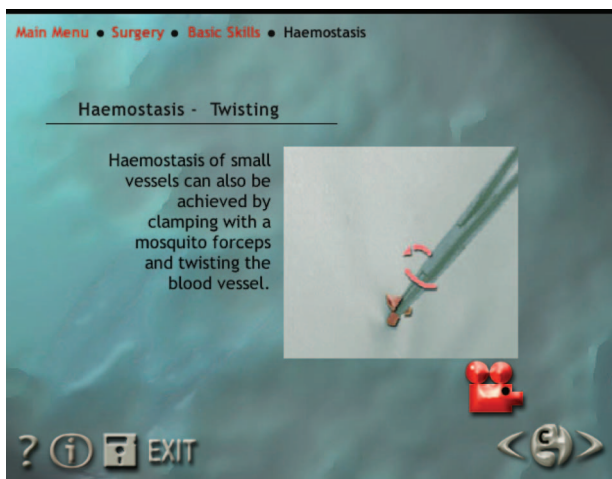 Main Menu ● Surgery ● Basic Skills ● Haemostasis
Haemostasis - Twisting
Haemostasis of small
vessels can also be
achieved by
clamping with a
mosquito forceps
and twisting the
blood vessel.
? i EXIT < C >